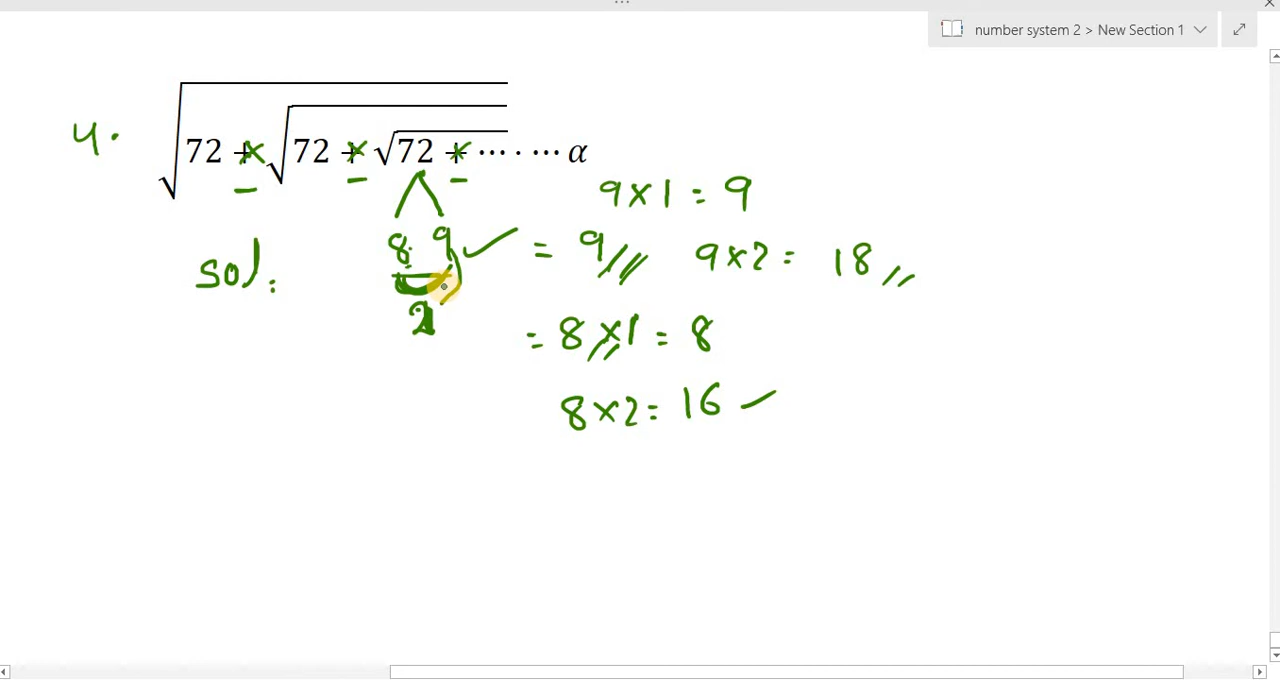 number system 2 > New Section 1
4. √72 + √72 + √72 + ⋯ . ⋯ α
9 x 1 = 9
sol. 8 9 ✓ = 9 9 x 2 = 18
2
= 8 x 1 = 8
8 x 2 = 16 ✓